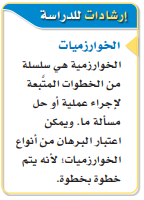 إرشادات للدراسة
الخوارزميات
الخوارزمية هي سلسلة
من الخطوات المتَّبعة
لإجراء عملية أو حل
مسألة ما. ويمكن
اعتبار البرهان من أنواع
الخوارزميات؛ لأنه يتم
خطوة بخطوة.